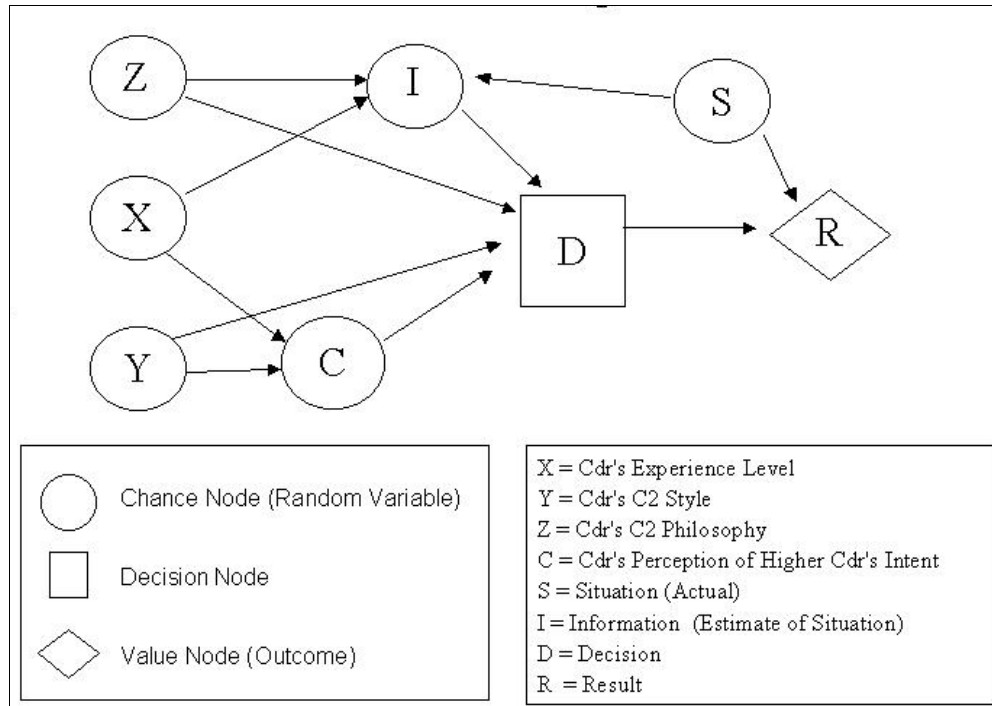 Z
I
S
X
D
R
Y
C
Chance Node (Random Variable)
Decision Node
Value Node (Outcome)
X = Cdr's Experience Level
Y = Cdr's C2 Style
Z = Cdr's C2 Philosophy
C = Cdr's Perception of Higher Cdr's Intent
S = Situation (Actual)
I = Information (Estimate of Situation)
D = Decision
R = Result